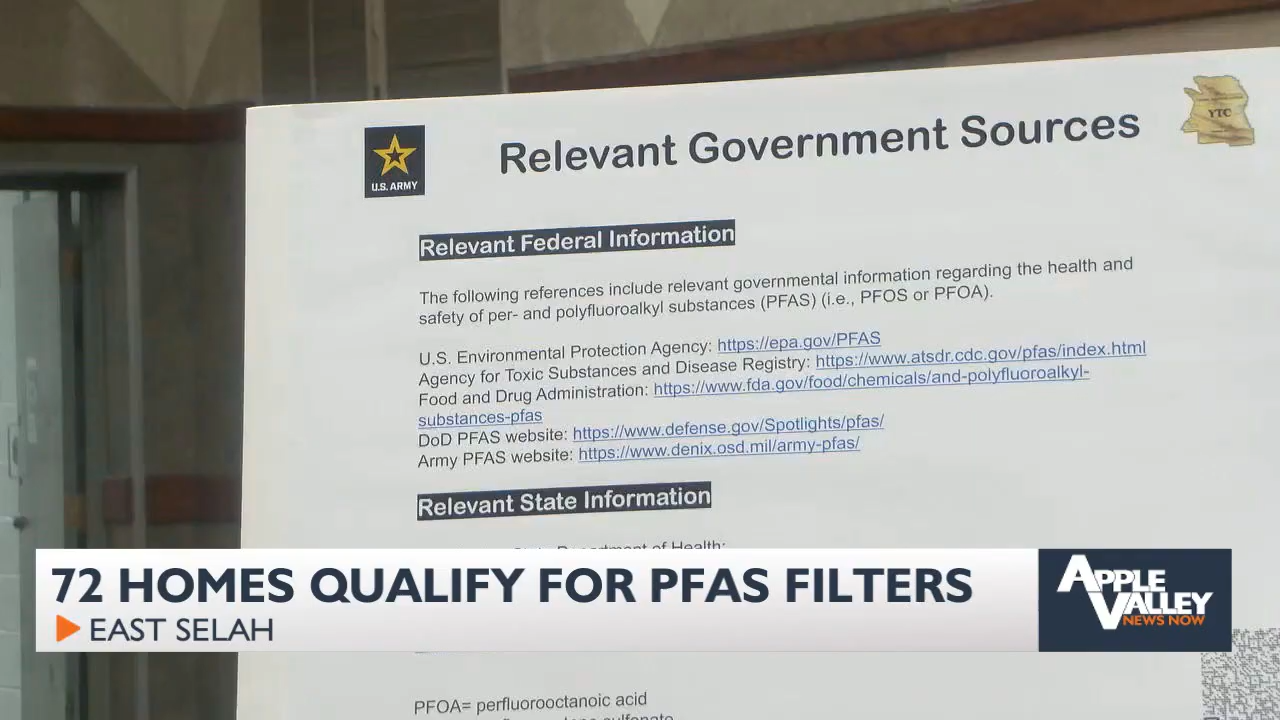 U.S. ARMY
Relevant Government Sources
YTC
Relevant Federal Information
The following references include relevant governmental information regarding the health and
safety of per- and polyfluoroalkyl substances (PFAS) (i.e., PFOS or PFOA).
U.S. Environmental Protection Agency: https://epa.gov/PFAS
Agency for Toxic Substances and Disease Registry: https://www.atsdr.cdc.gov/pfas/index.html
Food and Drug Administration: https://www.fda.gov/food/chemicals/and-polyfluoroalkyl-
substances-pfas
DoD PFAS website: https://www.defense.gov/Spotlights/pfas/
Army PFAS website: https://www.denix.osd.mil/army-pfas/
Relevant State Information
State Department of Health:
72 HOMES QUALIFY FOR PFAS FILTERS
EAST SELAH
APPLE
VALLEY
NEWS NOW
PFOA= perfluorooctanoic acid